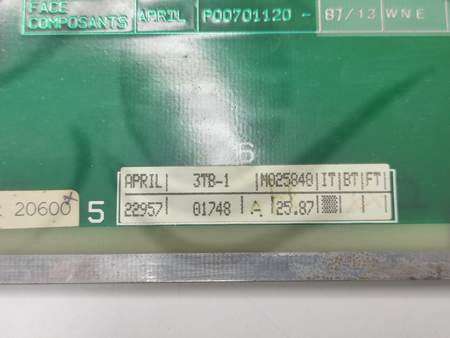 FACE
COMPOSANTS APRIL P00701120 - 87/13 WNE
6
APRIL 3TB-1 M025848 IT BT FT
20600 5 22957 01748 A 25.87